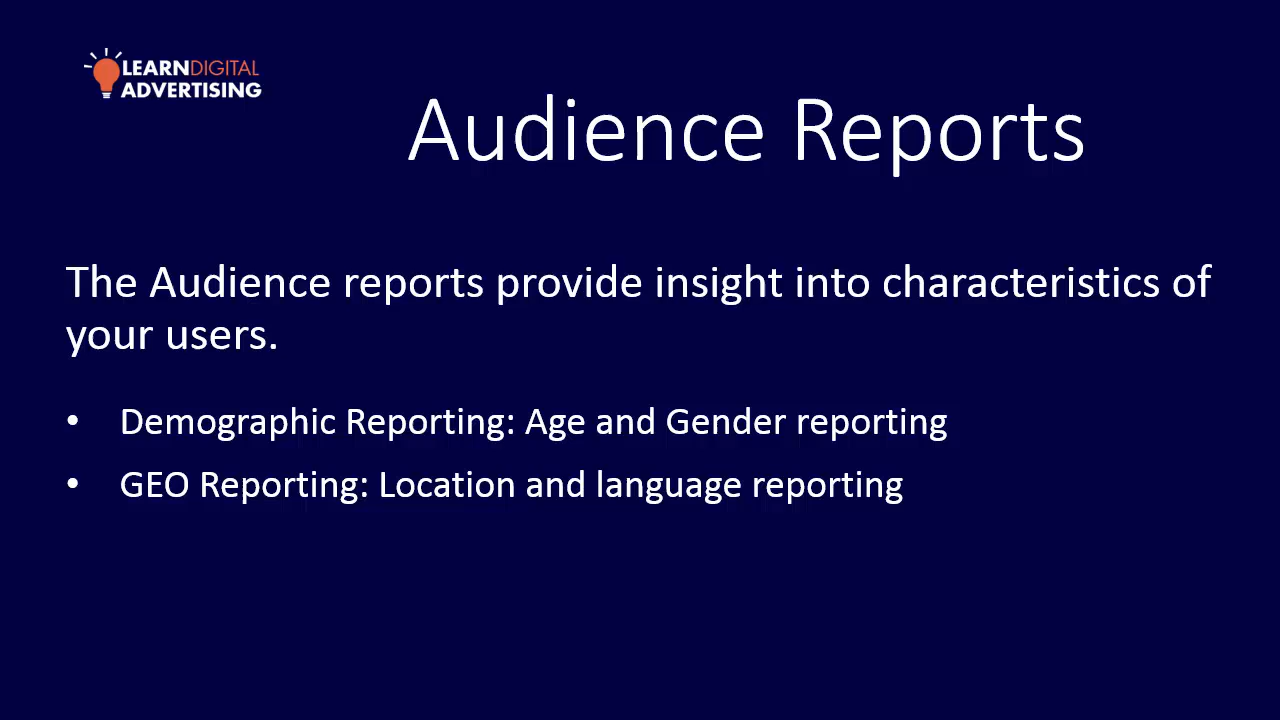 LEARNDIGITAL
ADVERTISING
Audience Reports
The Audience reports provide insight into characteristics of
your users.
• Demographic Reporting: Age and Gender reporting
• GEO Reporting: Location and language reporting